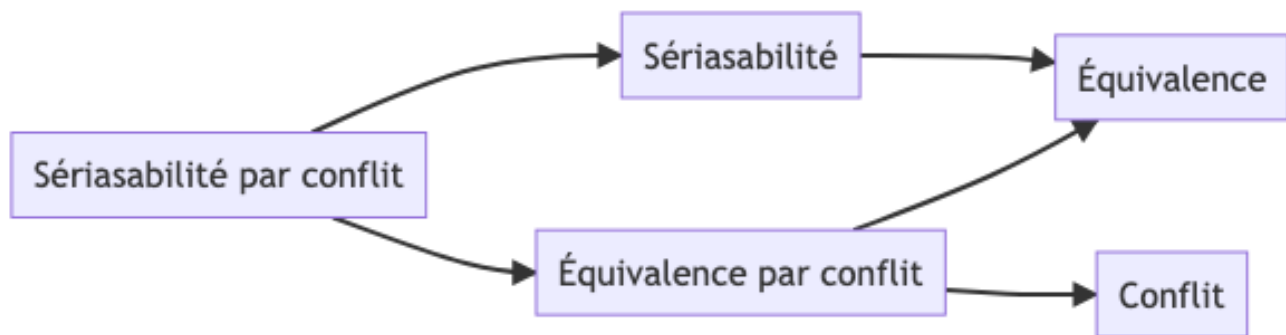 Sériasabilité
Équivalence
Sériasabilité par conflit
Équivalence par conflit
Conflit